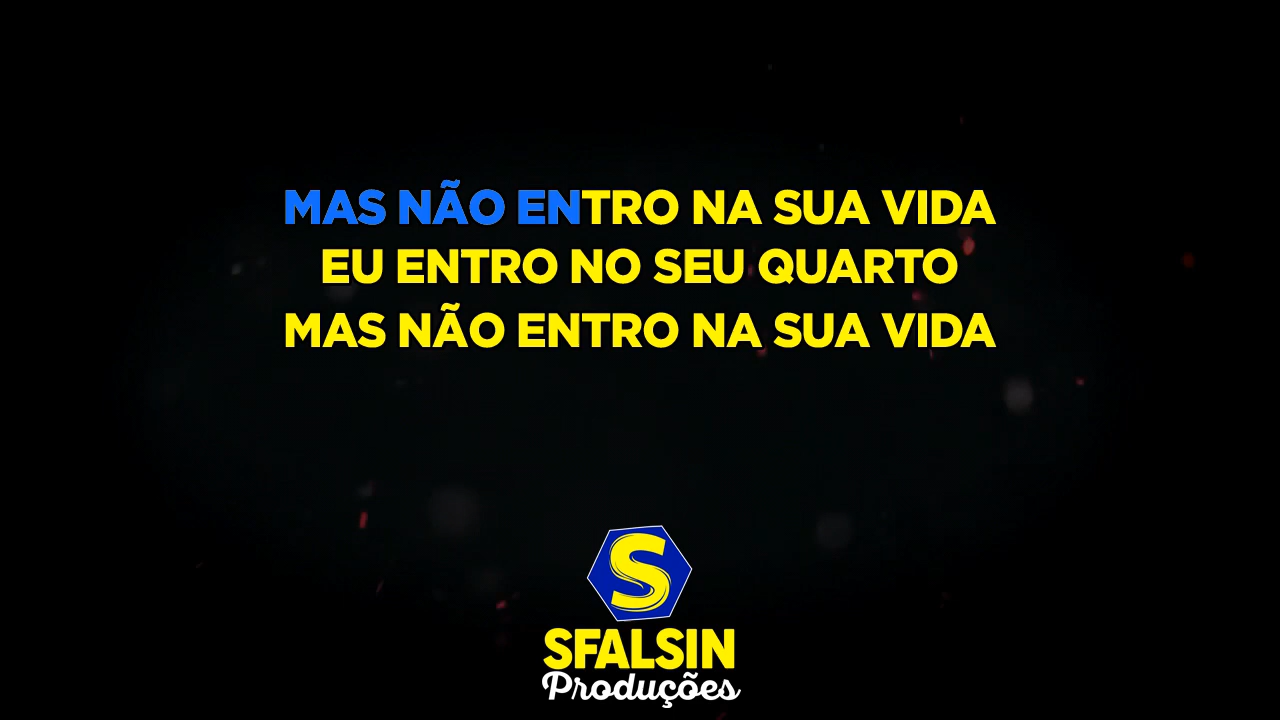 MAS NÃO ENTRO NA SUA VIDA
EU ENTRO NO SEU QUARTO
MAS NÃO ENTRO NA SUA VIDA
S
SFALSIN
Produções